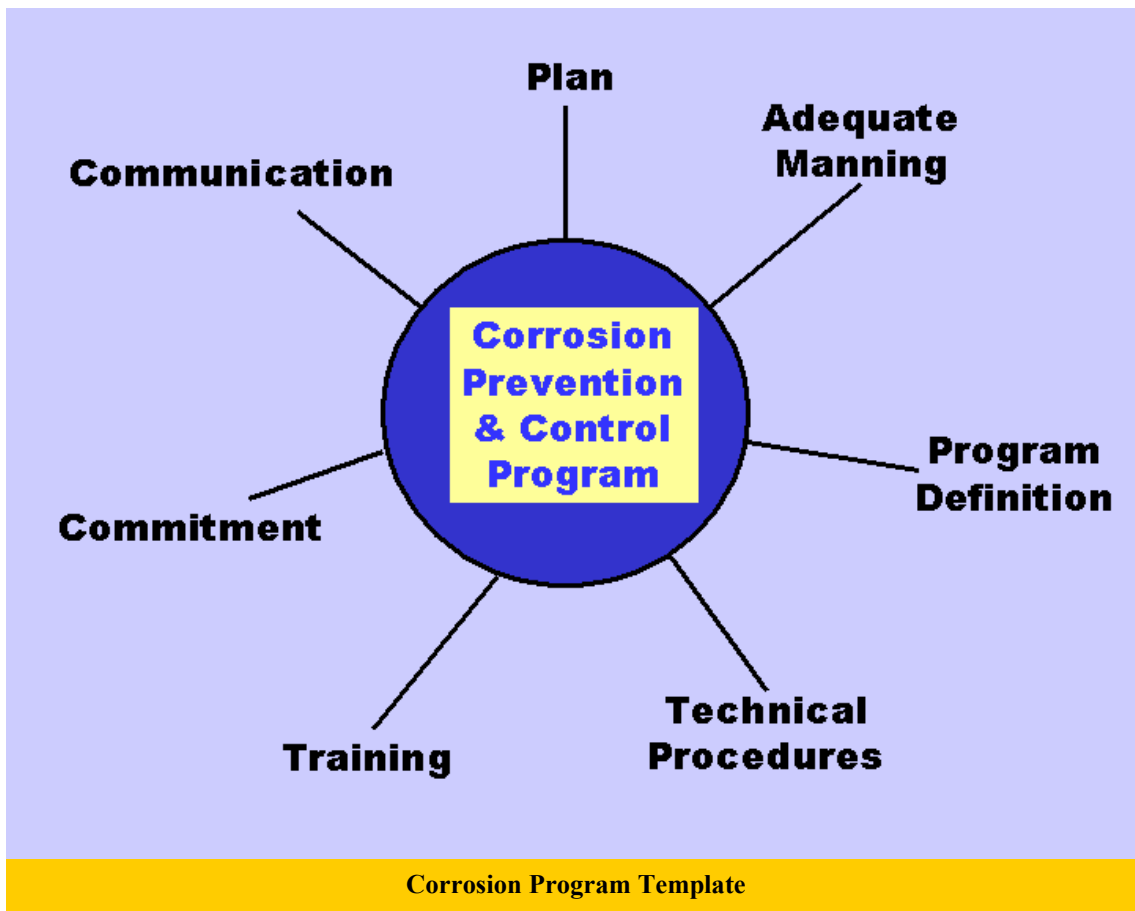 Plan
Adequate
Manning
Communication
Corrosion
Prevention
& Control
Program
Program
Definition
Commitment
Technical
Procedures
Training
Corrosion Program Template